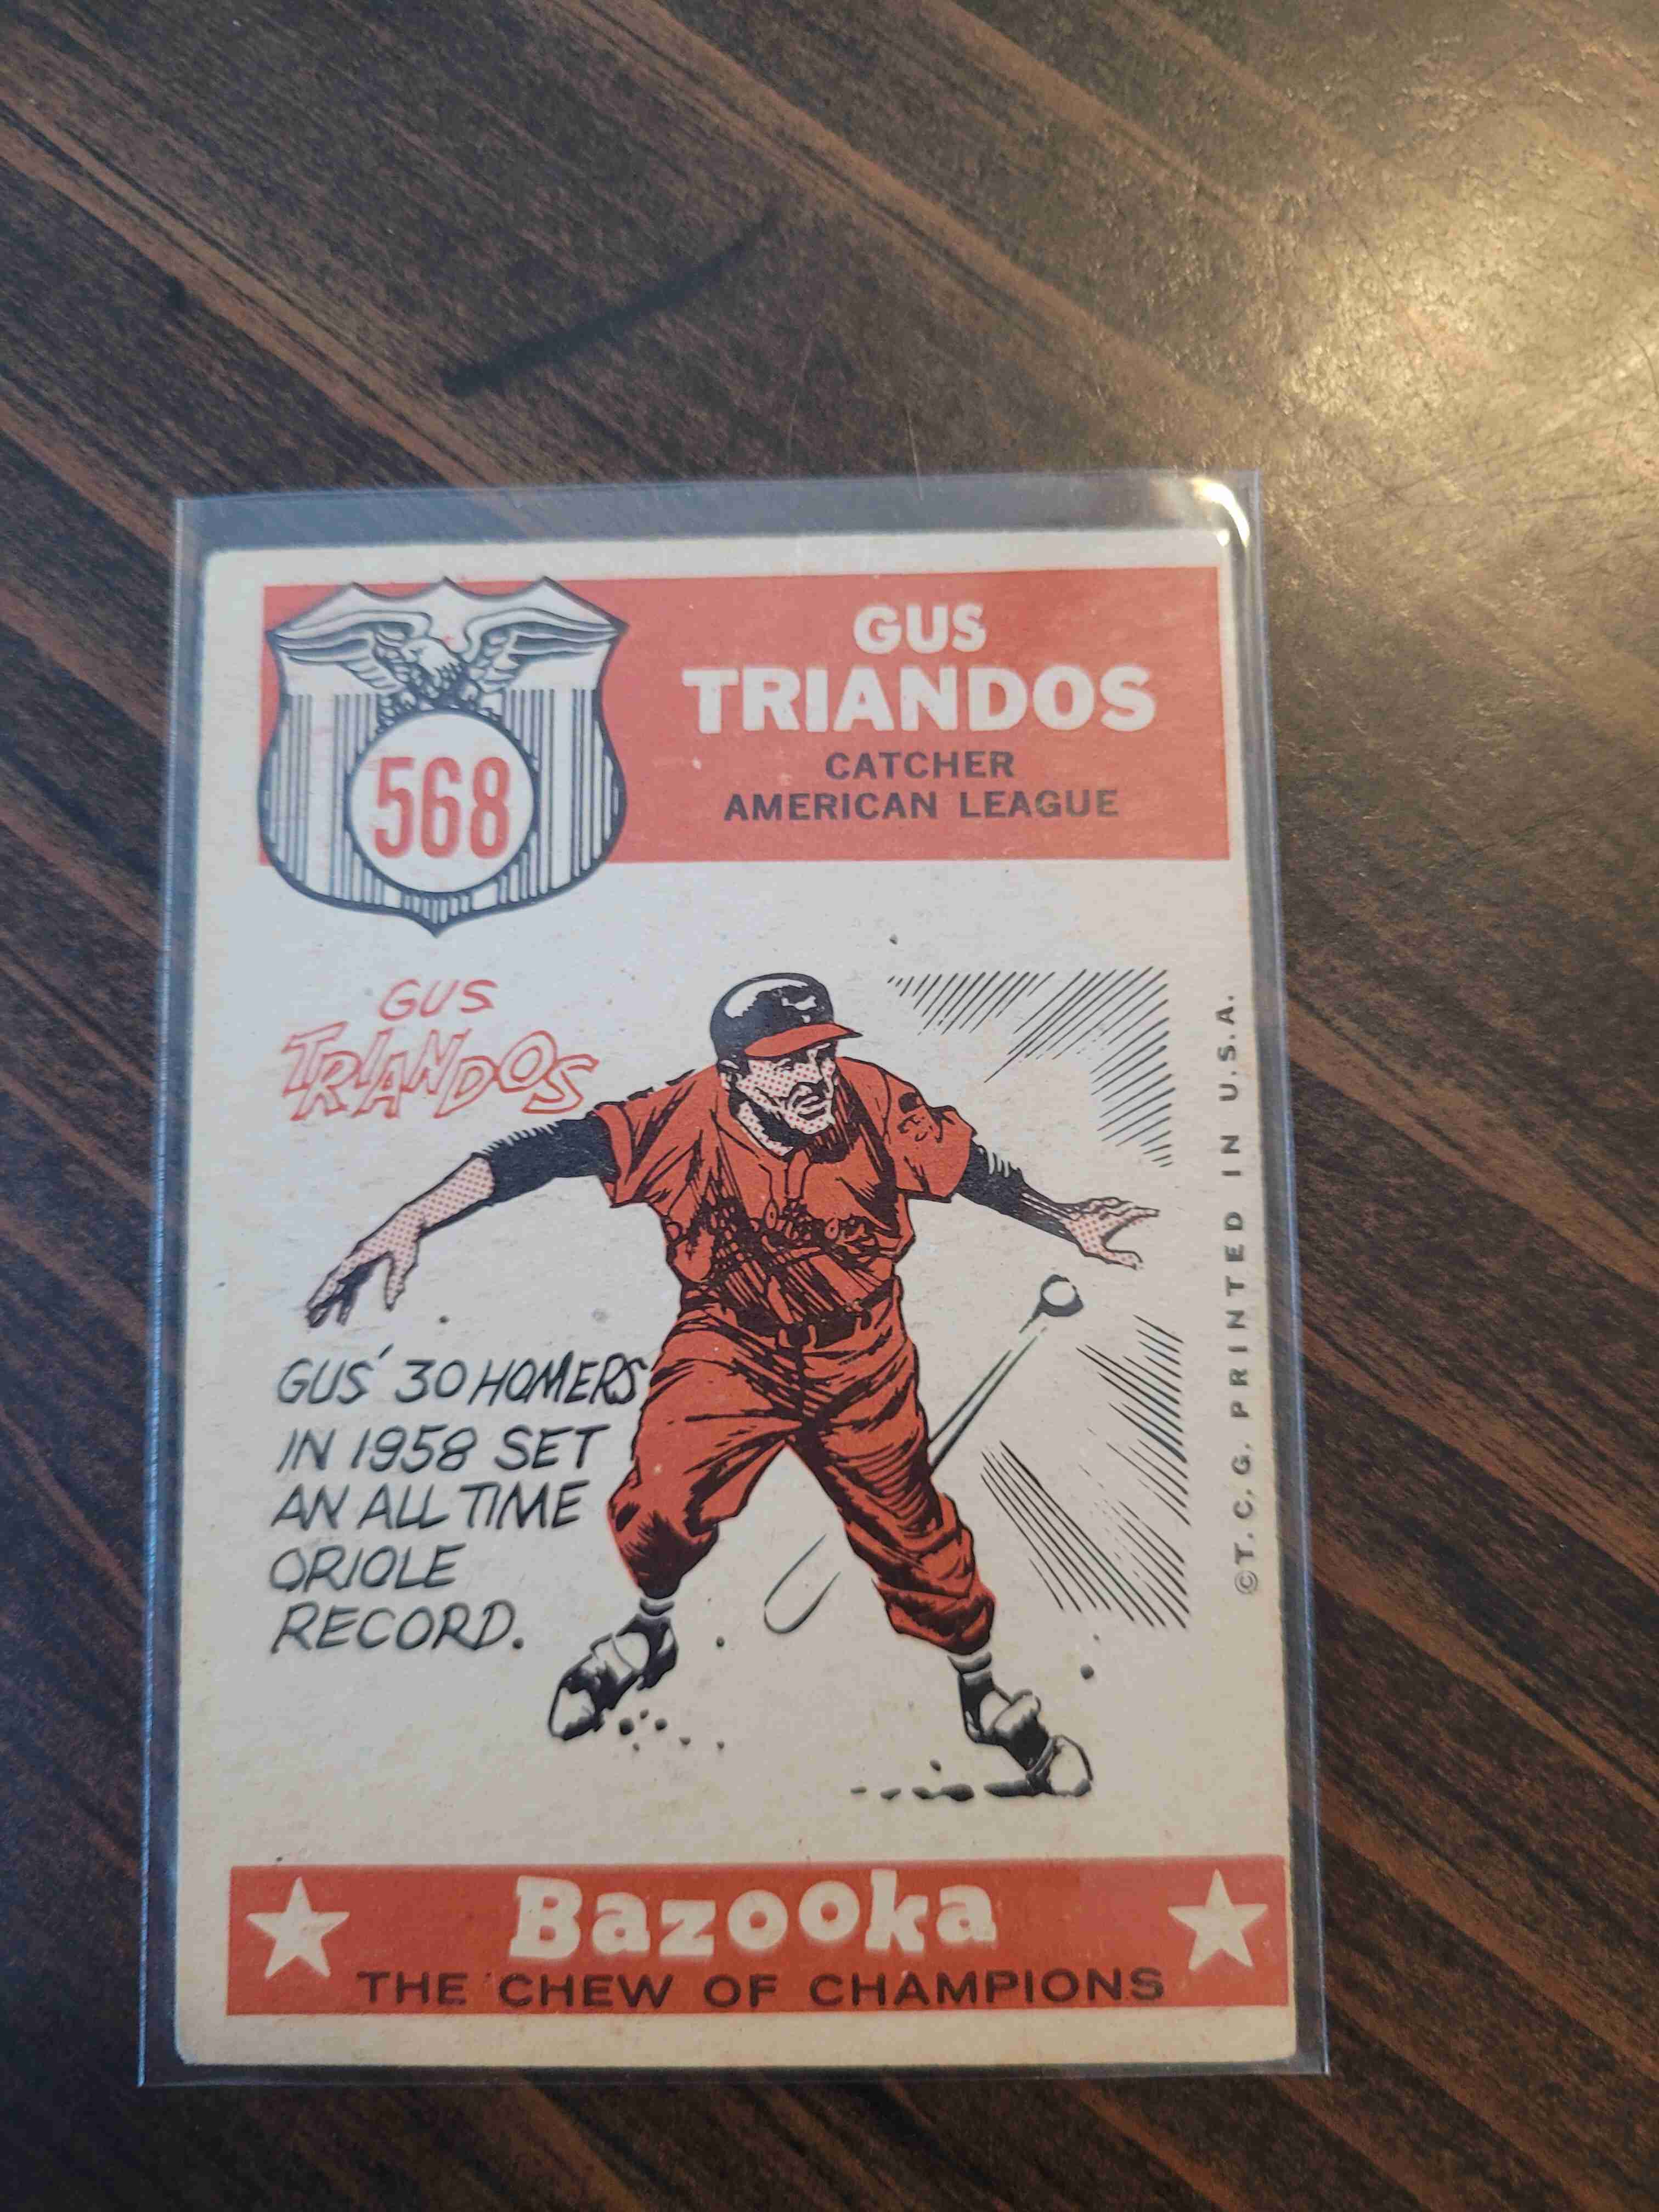 568
GUS
TRIANDOS
CATCHER
AMERICAN LEAGUE
GUS
TRIANDOS
GUS' 30 HOMERS
IN 1958 SET
AN ALL TIME
ORIOLE
RECORD.
©T.C.G. PRINTED IN U.S.A.
Bazooka
THE CHEW OF CHAMPIONS